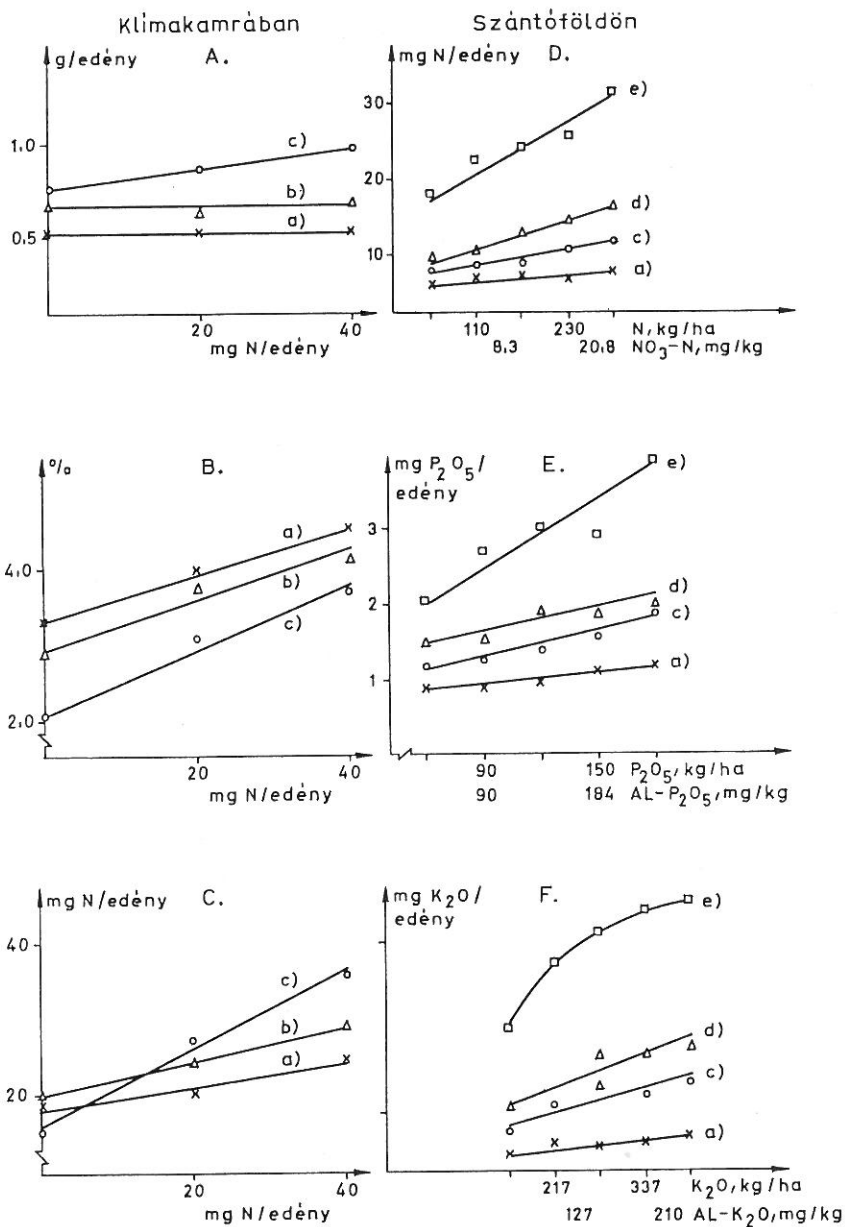 Klímakamrában
Szántóföldön
g/edény A.
1.0
0.5
c)
b)
a)
20 40
mg N/edény
mg N/edény D.
30
20
10
e)
d)
c)
a)
110 230 N, kg/ha
8.3 20.8 NO₃-N, mg/kg
% B.
4.0
2.0
a)
b)
c)
20 40
mg N/edény
mg P₂O₅/ E.
edény
3
2
1
e)
d)
c)
a)
90 150 P₂O₅, kg/ha
90 184 AL-P₂O₅, mg/kg
mg N/edény C.
40
20
c)
b)
a)
20 40
mg N/edény
mg K₂O/ F.
edény
e)
d)
c)
a)
217 337 K₂O, kg/ha
127 210 AL-K₂O, mg/kg